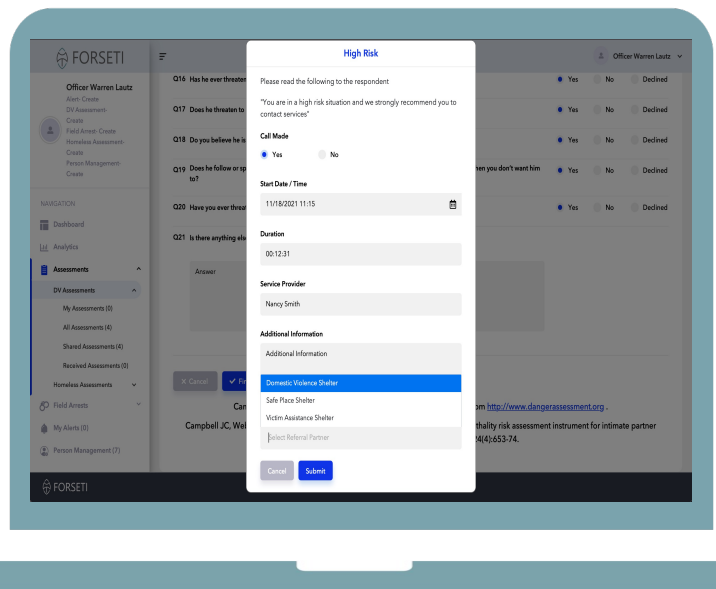 FORSETI
Officer Warren Lautz
Officer Warren Lautz
Alert- Create
DV Assessment-
Create
Field Arrest- Create
Homeless Assessment-
Create
Person Management-
Create
NAVIGATION
Dashboard
Analytics
Assessments
DV Assessments
My Assessments (0)
All Assessments (4)
Shared Assessments (4)
Received Assessments (0)
Homeless Assessments
Field Arrests
My Alerts (0)
Person Management (7)
FORSETI
Q16 Has he ever threaten
Yes No Declined
Q17 Does he threaten to
Yes No Declined
Q18 Do you believe he is
Yes No Declined
Q19 Does he follow or sp
hen you don't want him
to?
Yes No Declined
Q20 Have you ever threat
Yes No Declined
Q21 Is there anything else
Answer
Cancel
Can
om http://www.dangerassessment.org .
Campbell JC, We
thality risk assessment instrument for intimate partner
4(4):653-74.
High Risk
Please read the following to the respondent
"You are in a high risk situation and we strongly recommend you to
contact services"
Call Made
Yes No
Start Date / Time
11/18/2021 11:15
Duration
00:12:31
Service Provider
Nancy Smith
Additional Information
Additional Information
Domestic Violence Shelter
Safe Place Shelter
Victim Assistance Shelter
Select Referral Partner
Cancel Submit